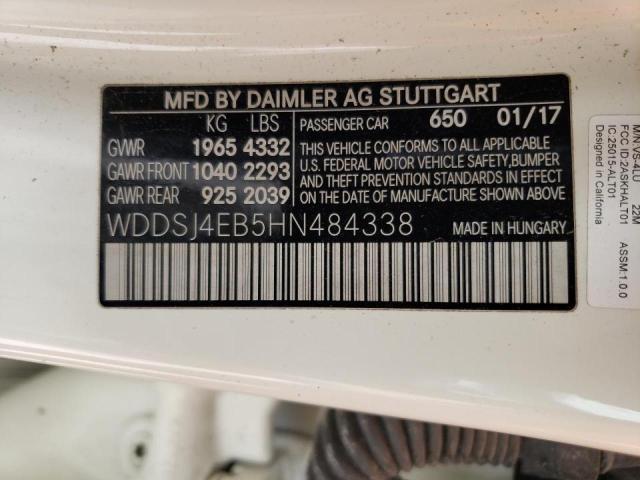 MFD BY DAIMLER AG STUTTGART
KG LBS
GVWR 1965 4332
GAWR FRONT 1040 2293
GAWR REAR 925 2039
PASSENGER CAR 650 01/17
THIS VEHICLE CONFORMS TO ALL APPLICABLE
U.S. FEDERAL MOTOR VEHICLE SAFETY, BUMPER
AND THEFT PREVENTION STANDARDS IN EFFECT
ON THE DATE OF MANUFACTURE SHOWN ABOVE.
WDDSJ4EB5HN484338
MADE IN HUNGARY
M/N:VS-4LU 22M
FCC ID:2ASKHALT01
IC:25015-ALT01
Designed in California
ASSM:1.0.0